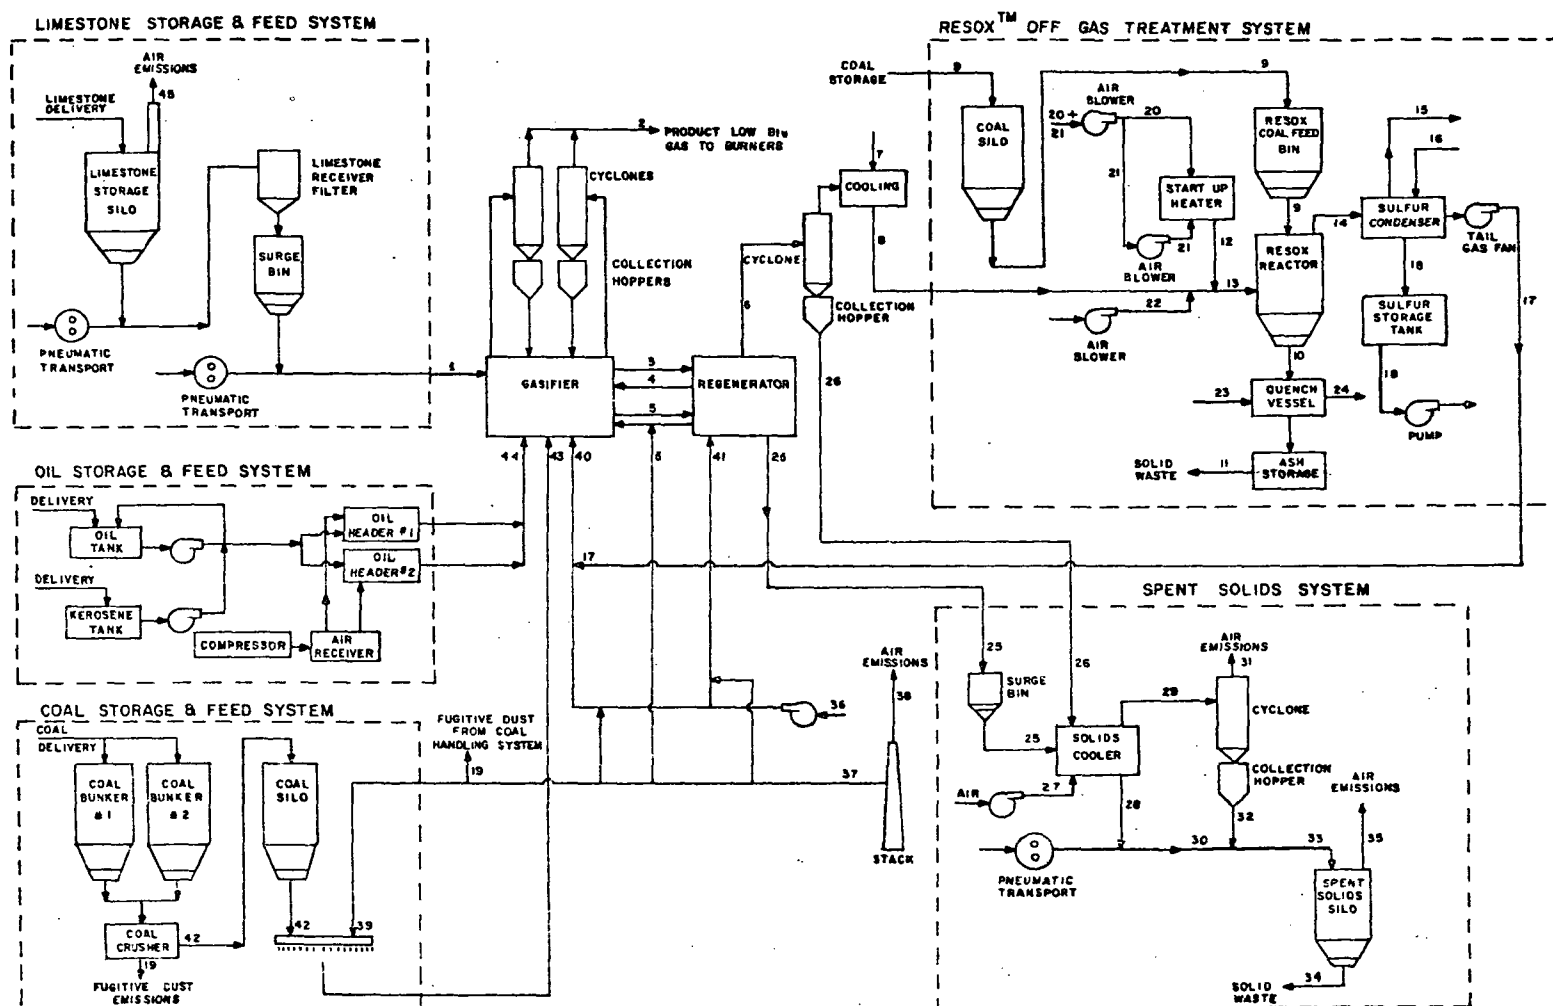 LIMESTONE STORAGE & FEED SYSTEM
AIR
EMISSIONS
45
LIMESTONE
DELIVERY
LIMESTONE
STORAGE
SILO
LIMESTONE
RECEIVER
FILTER
SURGE
BIN
PNEUMATIC
TRANSPORT
PNEUMATIC
TRANSPORT
1
2
PRODUCT LOW Btu
GAS TO BURNERS
CYCLONES
COLLECTION
HOPPERS
GASIFIER
3
4
5
REGENERATOR
6
CYCLONE
COLLECTION
HOPPER
7
COOLING
8
26
44
43
40
6
41
25
RESOX™ OFF GAS TREATMENT SYSTEM
COAL
STORAGE
9
9
COAL
SILO
AIR
BLOWER
20+
21
20
21
START UP
HEATER
AIR
BLOWER
21
12
AIR
BLOWER
22
13
RESOX
COAL FEED
BIN
9
RESOX
REACTOR
14
15
16
SULFUR
CONDENSER
TAIL
GAS FAN
17
18
SULFUR
STORAGE
TANK
18
PUMP
10
23
QUENCH
VESSEL
24
ASH
STORAGE
11
SOLID
WASTE
OIL STORAGE & FEED SYSTEM
DELIVERY
OIL
TANK
DELIVERY
KEROSENE
TANK
OIL
HEADER #1
OIL
HEADER #2
COMPRESSOR
AIR
RECEIVER
17
COAL STORAGE & FEED SYSTEM
COAL
DELIVERY
COAL
BUNKER
#1
COAL
BUNKER
#2
COAL
SILO
COAL
CRUSHER
42
19
FUGITIVE DUST
EMISSIONS
42
39
FUGITIVE DUST
FROM COAL
HANDLING SYSTEM
19
37
36
AIR
EMISSIONS
38
STACK
SPENT SOLIDS SYSTEM
25
SURGE
BIN
25
26
SOLIDS
COOLER
AIR
27
28
29
AIR
EMISSIONS
31
CYCLONE
COLLECTION
HOPPER
32
PNEUMATIC
TRANSPORT
30
33
AIR
EMISSIONS
35
SPENT
SOLIDS
SILO
34
SOLID
WASTE